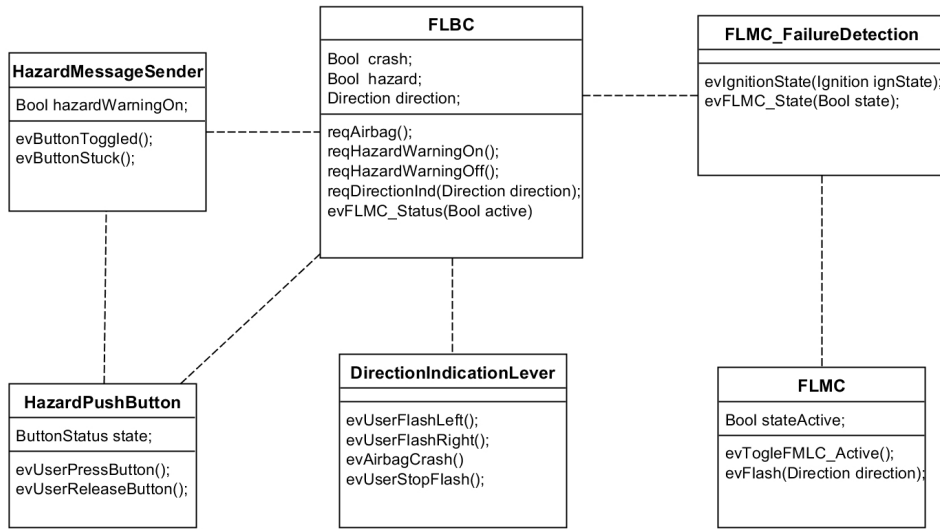 FLBC
Bool crash;
Bool hazard;
Direction direction;
reqAirbag();
reqHazardWarningOn();
reqHazardWarningOff();
reqDirectionInd(Direction direction);
evFLMC_Status(Bool active)
FLMC_FailureDetection
evIgnitionState(Ignition ignState);
evFLMC_State(Bool state);
HazardMessageSender
Bool hazardWarningOn;
evButtonToggled();
evButtonStuck();
HazardPushButton
ButtonStatus state;
evUserPressButton();
evUserReleaseButton();
DirectionIndicationLever
evUserFlashLeft();
evUserFlashRight();
evAirbagCrash()
evUserStopFlash();
FLMC
Bool stateActive;
evTogleFMLC_Active();
evFlash(Direction direction);